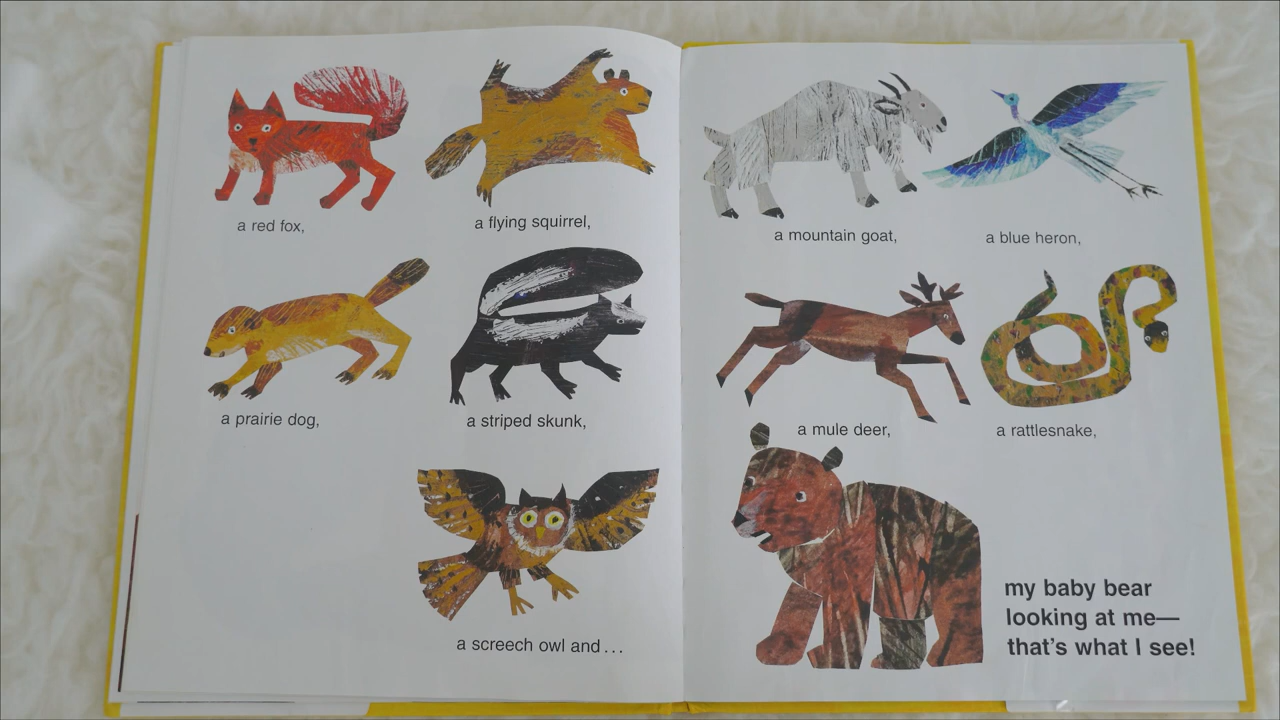 a red fox,
a flying squirrel,
a prairie dog,
a striped skunk,
a screech owl and...
a mountain goat,
a blue heron,
a mule deer,
a rattlesnake,
my baby bear
looking at me—
that's what I see!